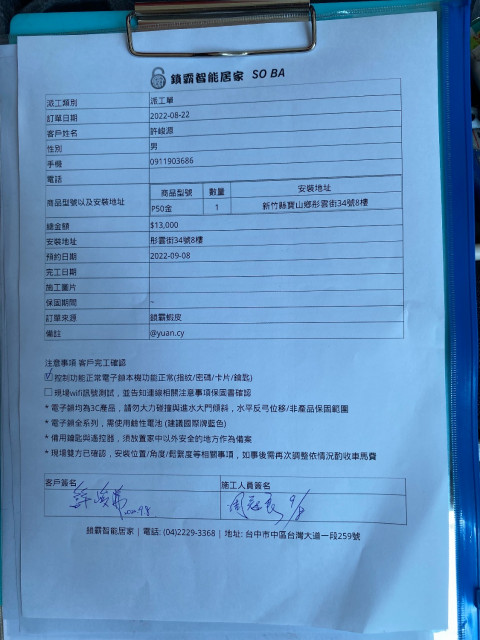 鎖霸智能居家 SO BA
派工類別 派工單
訂單日期 2022-08-22
客戶姓名 許峻源
性別 男
手機 0911903686
電話
商品型號以及安裝地址
商品型號 數量 安裝地址
P50金 1 新竹縣寶山鄉彤雲街34號8樓
總金額 $13,000
安裝地址 彤雲街34號8樓
預約日期 2022-09-08
完工日期
施工圖片
保固期間 ~
訂單來源 鎖霸蝦皮
備註 @yuan.cy
注意事項 客戶完工確認
控制功能正常電子鎖本機功能正常(指紋/密碼/卡片/鑰匙)
現場wifi訊號測試，並告知連線相關注意事項保固書確認
* 電子鎖均為3C產品，請勿大力碰撞與進水大門傾斜，水平反弓位移/非產品保固範圍
* 電子鎖全系列，需使用鹼性電池 (建議國際牌藍色)
* 備用鑰匙與遙控器，須放置家中以外安全的地方作為備案
* 現場雙方已確認，安裝位置/角度/鬆緊度等相關事項，如事後需再次調整依情況酌收車馬費
客戶簽名 施工人員簽名
9/8
鎖霸智能居家 | 電話: (04)2229-3368 | 地址: 台中市中區台灣大道一段259號